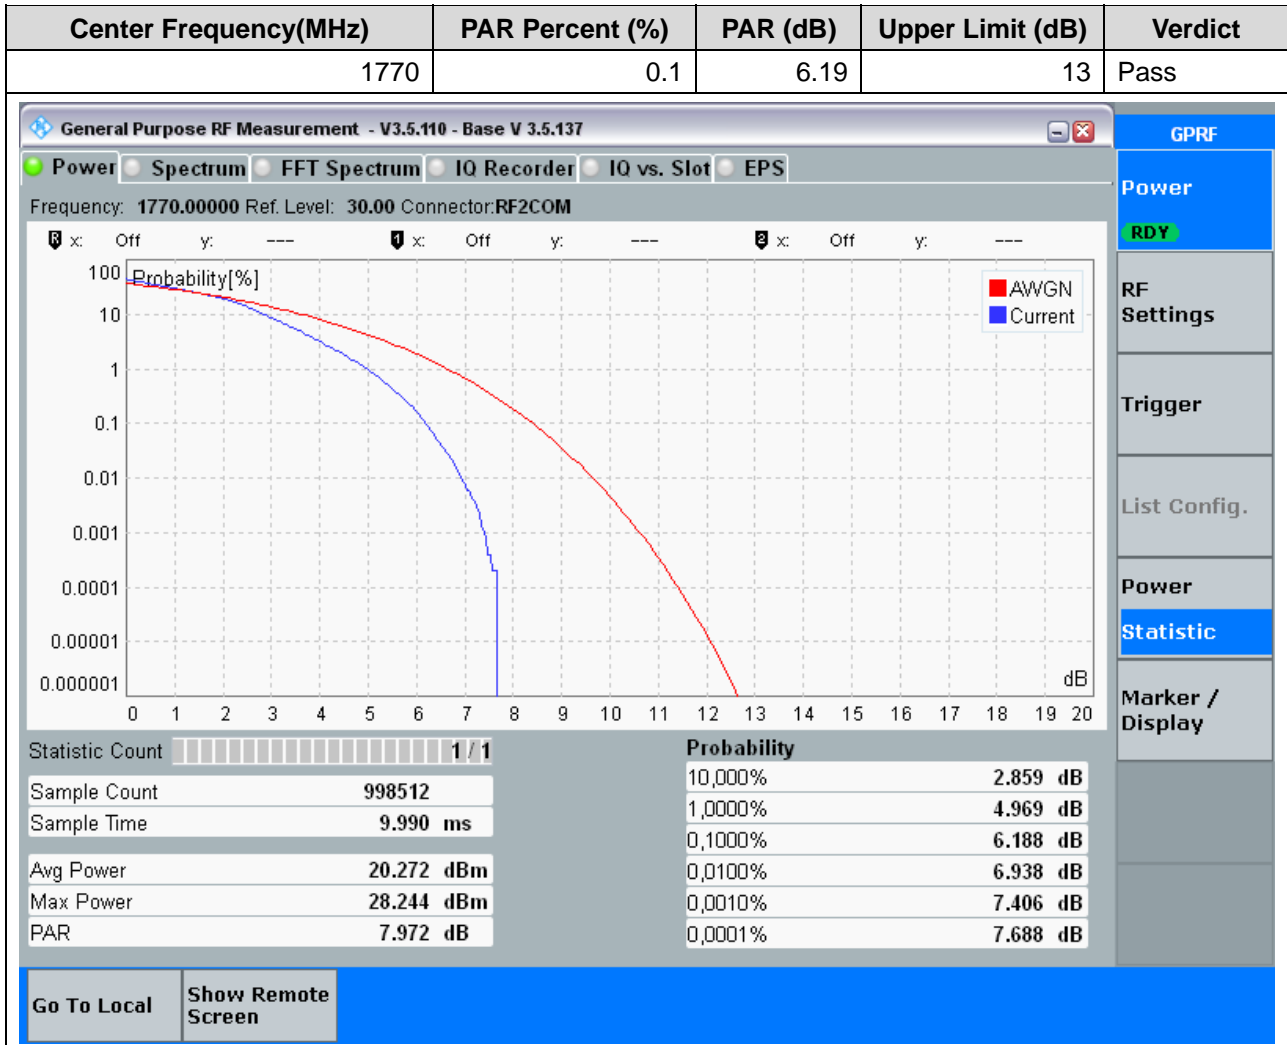 Center Frequency(MHz) PAR Percent (%) PAR (dB) Upper Limit (dB) Verdict
1770 0.1 6.19 13 Pass
General Purpose RF Measurement - V3.5.110 - Base V 3.5.137
GPRF
Power Spectrum FFT Spectrum IQ Recorder IQ vs. Slot EPS
Power
RDY
Frequency: 1770.00000 Ref. Level: 30.00 Connector:RF2COM
R x: Off y: --- 1 x: Off y: --- 2 x: Off y: ---
100 Probability[%]
AWGN
Current
10
1
0.1
0.01
0.001
0.0001
0.00001
0.000001
dB
0 1 2 3 4 5 6 7 8 9 10 11 12 13 14 15 16 17 18 19 20
RF
Settings
Trigger
List Config.
Power
Statistic
Marker /
Display
Statistic Count 1 / 1
Sample Count 998512
Sample Time 9.990 ms
Avg Power 20.272 dBm
Max Power 28.244 dBm
PAR 7.972 dB
Probability
10,000% 2.859 dB
1,0000% 4.969 dB
0,1000% 6.188 dB
0,0100% 6.938 dB
0,0010% 7.406 dB
0,0001% 7.688 dB
Go To Local
Show Remote
Screen